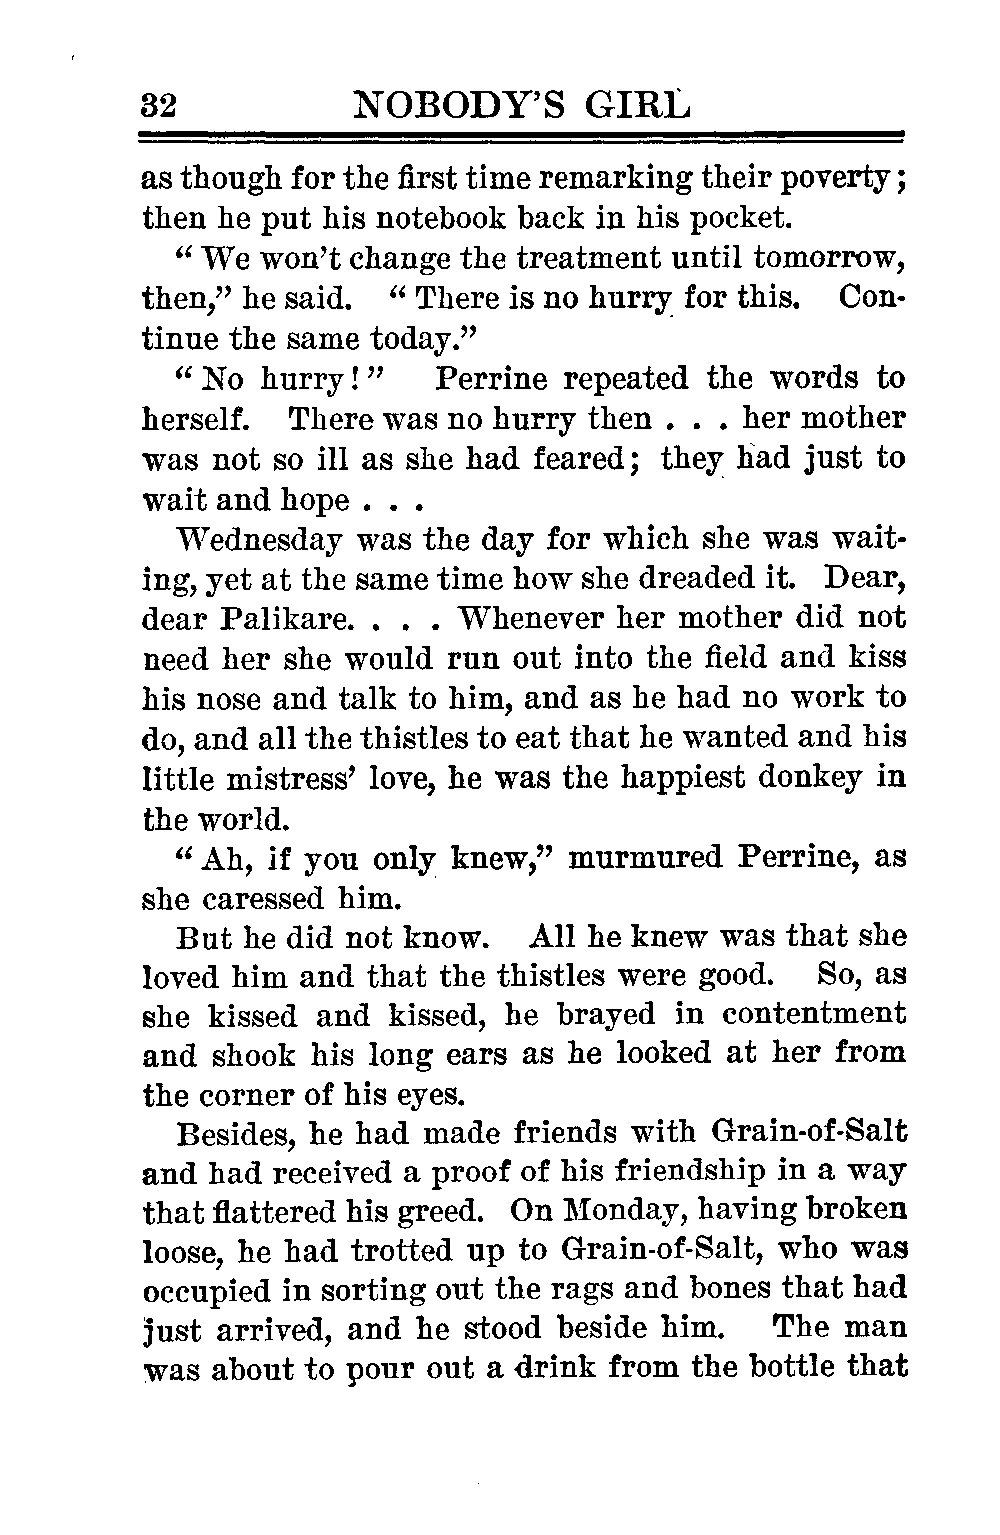 32 NOBODY'S GIRL
as though for the first time remarking their poverty;
then he put his notebook back in his pocket.
“ We won't change the treatment until tomorrow,
then,” he said. “ There is no hurry for this. Con-
tinue the same today.”
“ No hurry! ” Perrine repeated the words to
herself. There was no hurry then . . . her mother
was not so ill as she had feared; they had just to
wait and hope . . .
Wednesday was the day for which she was wait-
ing, yet at the same time how she dreaded it. Dear,
dear Palikare. . . . Whenever her mother did not
need her she would run out into the field and kiss
his nose and talk to him, and as he had no work to
do, and all the thistles to eat that he wanted and his
little mistress' love, he was the happiest donkey in
the world.
“ Ah, if you only knew,” murmured Perrine, as
she caressed him.
But he did not know. All he knew was that she
loved him and that the thistles were good. So, as
she kissed and kissed, he brayed in contentment
and shook his long ears as he looked at her from
the corner of his eyes.
Besides, he had made friends with Grain-of-Salt
and had received a proof of his friendship in a way
that flattered his greed. On Monday, having broken
loose, he had trotted up to Grain-of-Salt, who was
occupied in sorting out the rags and bones that had
just arrived, and he stood beside him. The man
was about to pour out a drink from the bottle that